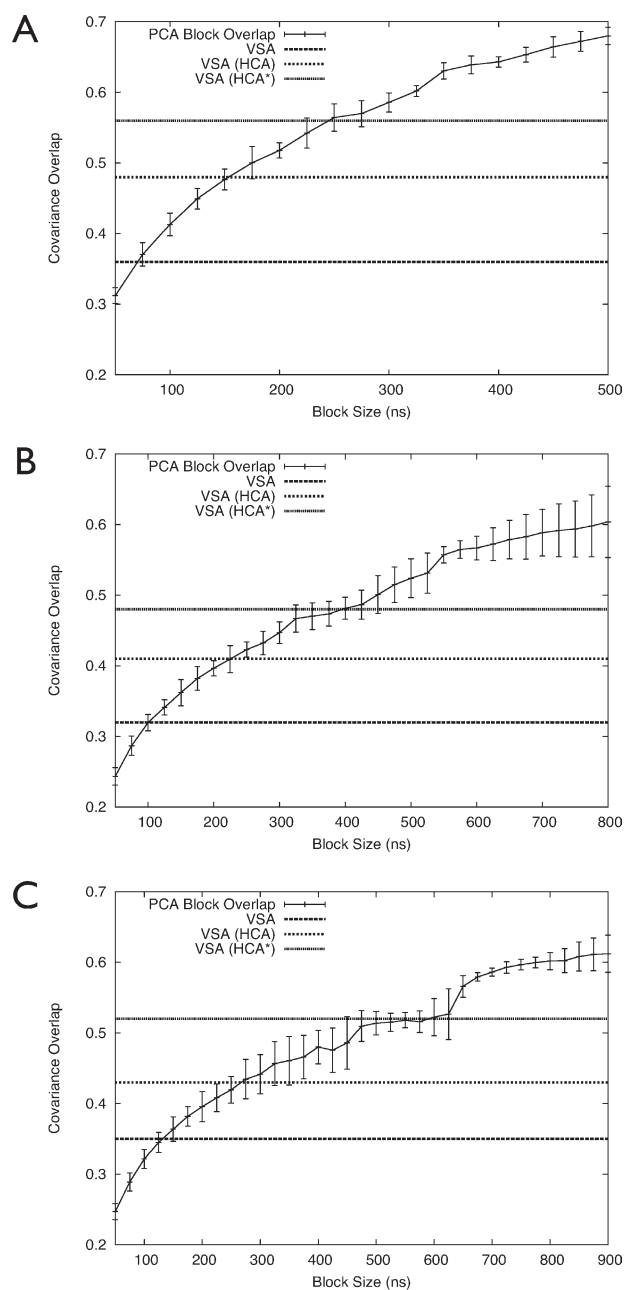 A
PCA Block Overlap
VSA
VSA (HCA)
VSA (HCA*)
0.7
0.6
0.5
0.4
0.3
0.2
Covariance Overlap
100 200 300 400 500
Block Size (ns)
B
PCA Block Overlap
VSA
VSA (HCA)
VSA (HCA*)
0.7
0.6
0.5
0.4
0.3
0.2
Covariance Overlap
100 200 300 400 500 600 700 800
Block Size (ns)
C
PCA Block Overlap
VSA
VSA (HCA)
VSA (HCA*)
0.7
0.6
0.5
0.4
0.3
0.2
Covariance Overlap
100 200 300 400 500 600 700 800 900
Block Size (ns)